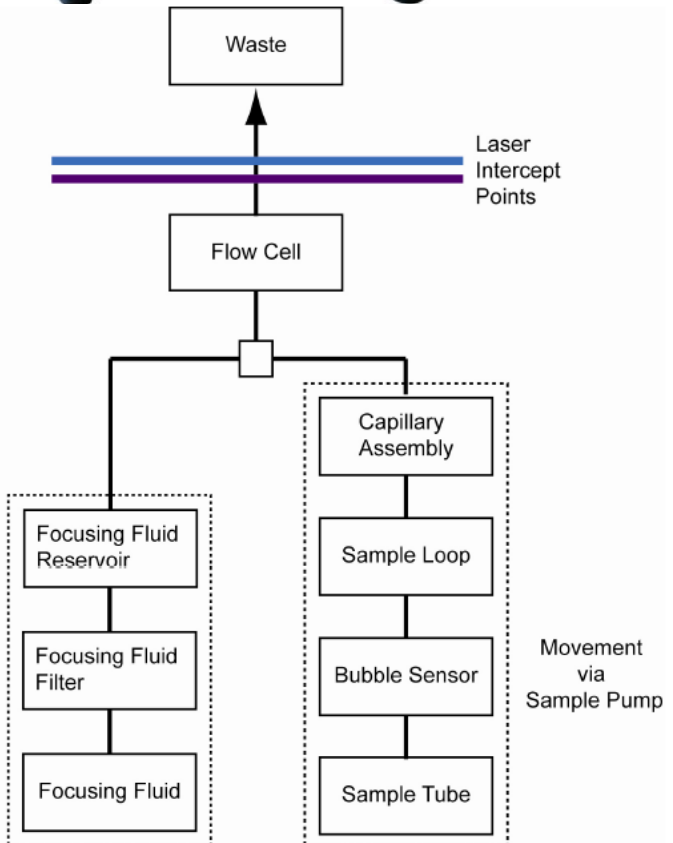 Waste
Laser
Intercept
Points
Flow Cell
Capillary
Assembly
Focusing Fluid
Reservoir
Sample Loop
Focusing Fluid
Filter
Bubble Sensor
Movement
via
Sample Pump
Focusing Fluid
Sample Tube